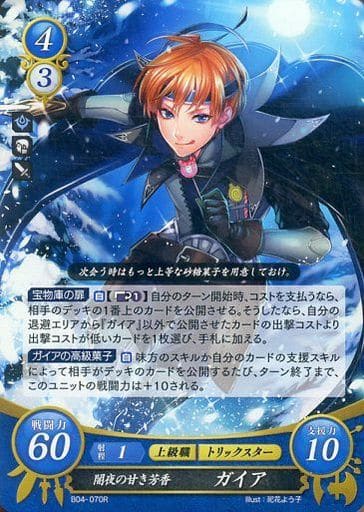 4
3
次会う時はもっと上等な砂糖菓子を用意しておけ。
宝物庫の扉 自 [1] 自分のターン開始時、コストを支払うなら、
相手のデッキの1番上のカードを公開させる。そうしたなら、自分の
退避エリアから『ガイア』以外で公開させたカードの出撃コストより
出撃コストが低いカードを1枚選び、手札に加える。
ガイアの高級菓子 自 味方のスキルか自分のカードの支援スキル
によって相手がデッキのカードを公開するたび、ターン終了まで、
このユニットの戦闘力は+10される。
戦闘力
60
射程 1
上級職
トリックスター
支援力
10
闇夜の甘き芳香 ガイア
B04-070R
Illust:夘花よう子